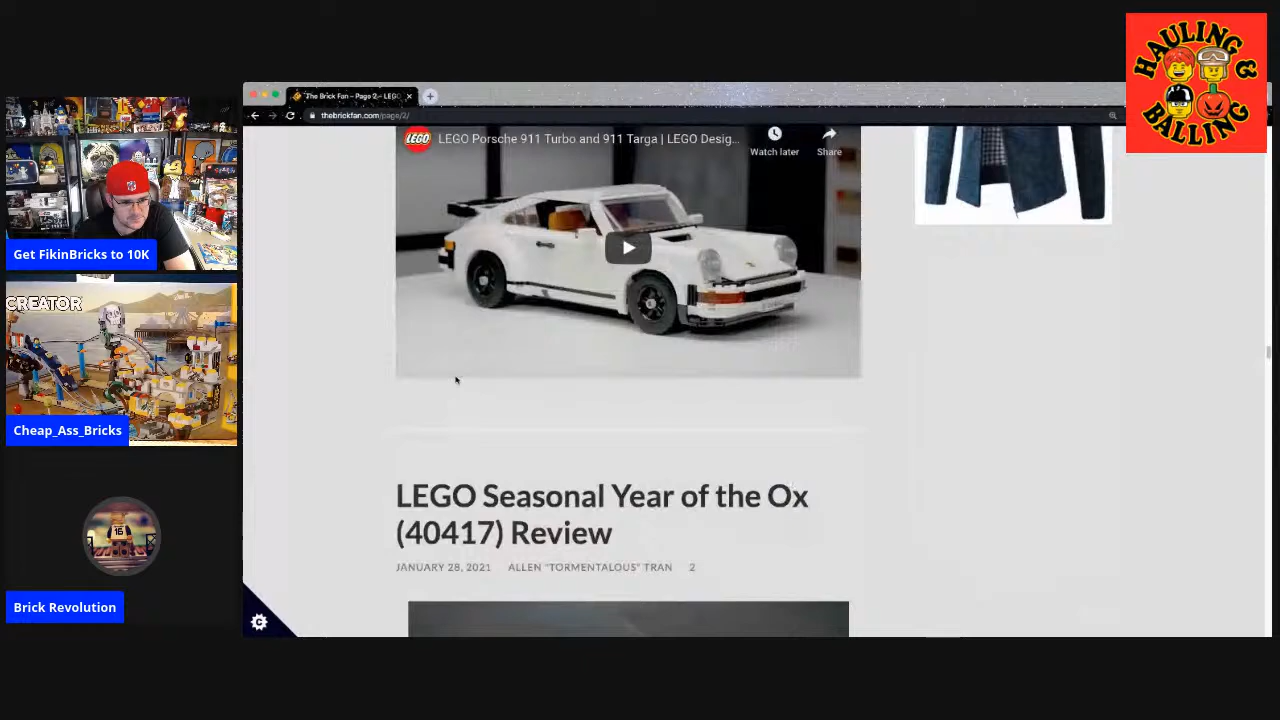 HAULING &
BALLING
The Brick Fan - Page 2 - LEGO
thebrickfan.com/page/2/
LEGO
LEGO Porsche 911 Turbo and 911 Targa | LEGO Desig...
Watch later
Share
Get FikinBricks to 10K
CREATOR
Cheap_Ass_Bricks
16
Brick Revolution
LEGO Seasonal Year of the Ox
(40417) Review
JANUARY 28, 2021 ALLEN "TORMENTALOUS" TRAN 2